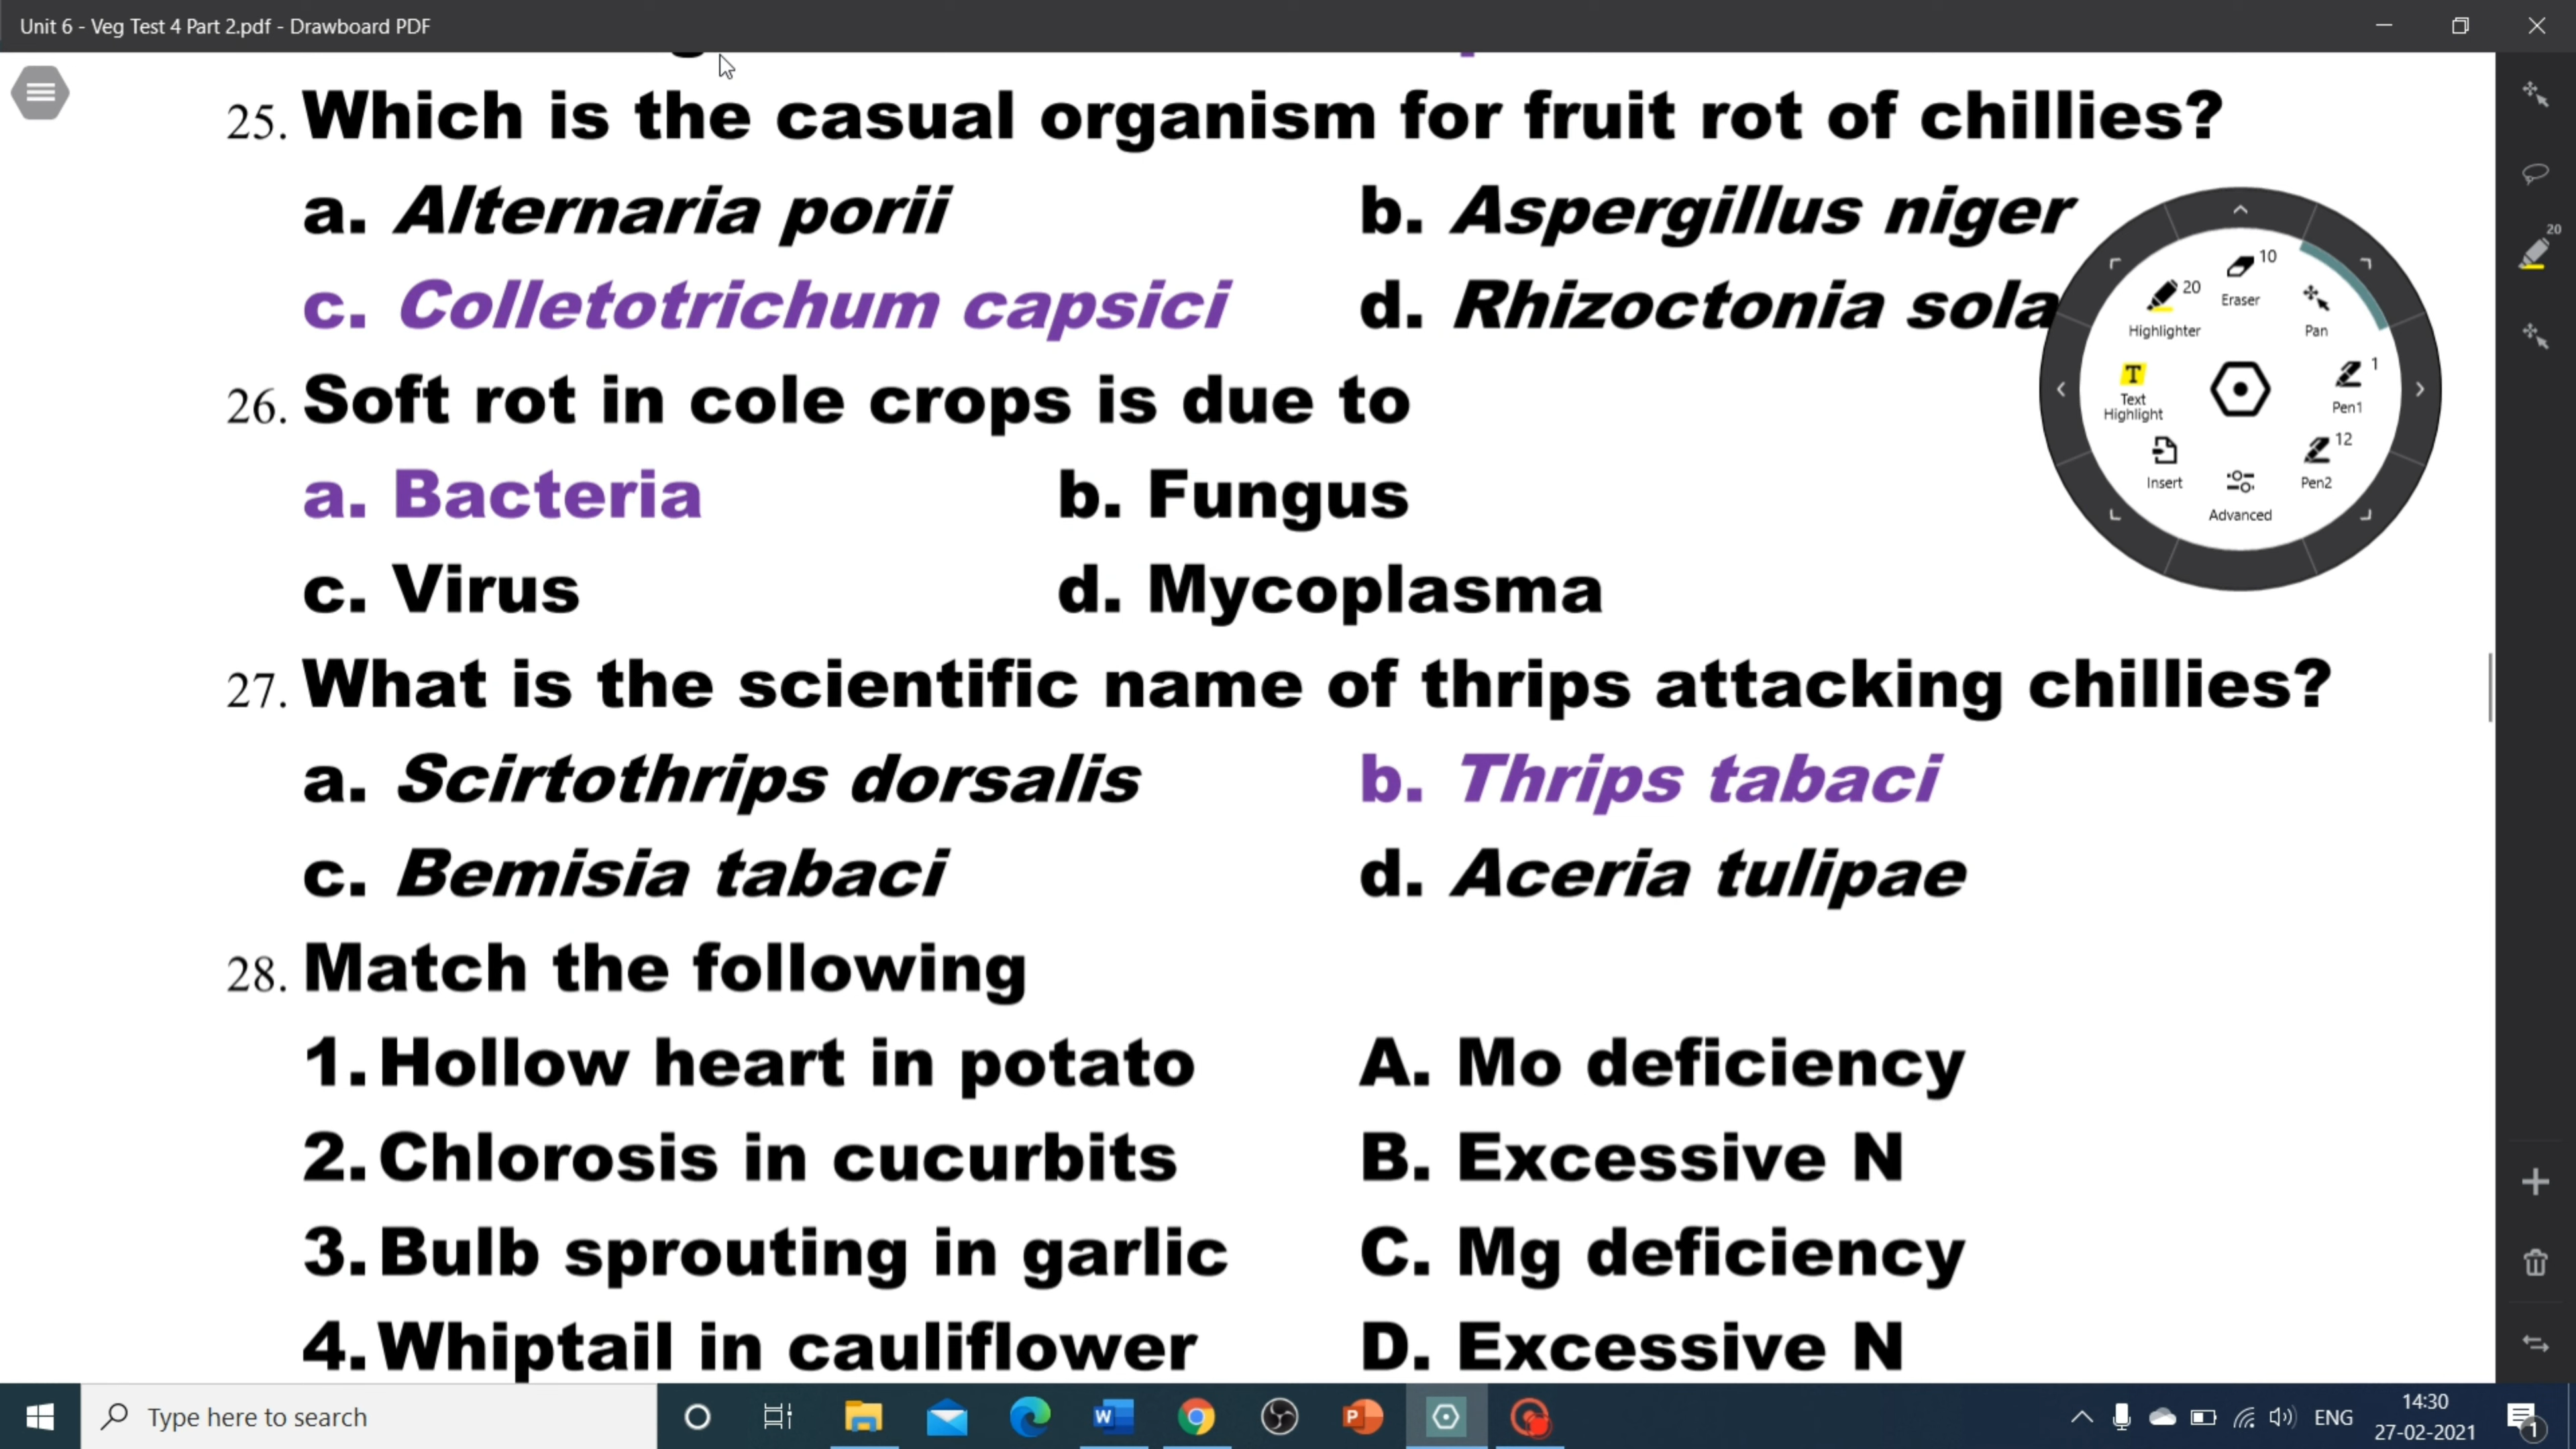 Unit 6 - Veg Test 4 Part 2.pdf - Drawboard PDF
25. Which is the casual organism for fruit rot of chillies?
a. Alternaria porii b. Aspergillus niger
c. Colletotrichum capsici d. Rhizoctonia sola
26. Soft rot in cole crops is due to
a. Bacteria b. Fungus
c. Virus d. Mycoplasma
27. What is the scientific name of thrips attacking chillies?
a. Scirtothrips dorsalis b. Thrips tabaci
c. Bemisia tabaci d. Aceria tulipae
28. Match the following
1. Hollow heart in potato A. Mo deficiency
2. Chlorosis in cucurbits B. Excessive N
3. Bulb sprouting in garlic C. Mg deficiency
4. Whiptail in cauliflower D. Excessive N
10
Eraser
20
Highlighter
Pan
T
Text
Highlight
1
Pen1
Insert
12
Pen2
Advanced
20
Type here to search
W
P
ENG
14:30
27-02-2021
1